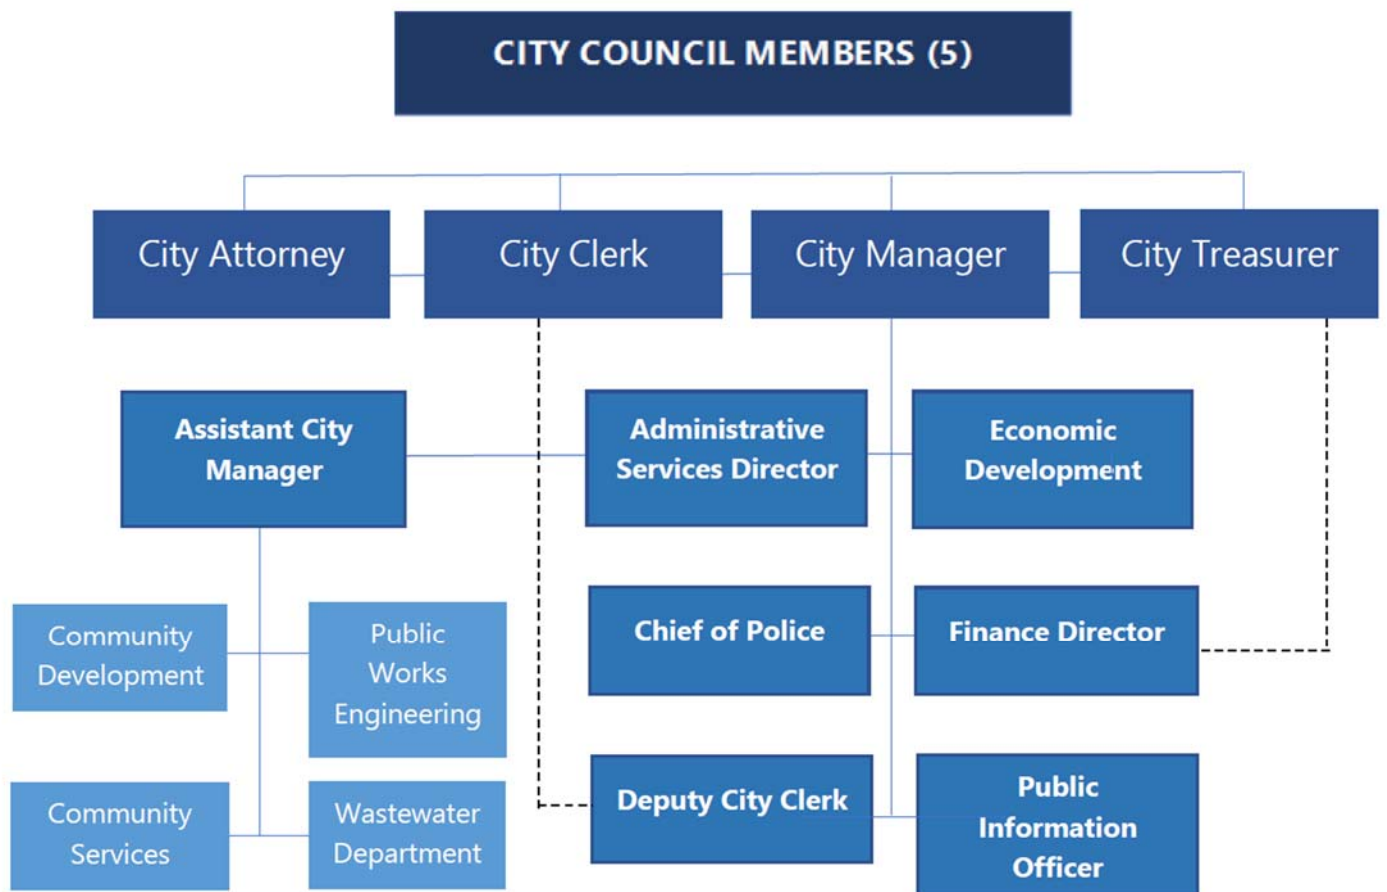 CITY COUNCIL MEMBERS (5)
City Attorney
City Clerk
City Manager
City Treasurer
Assistant City
Manager
Administrative
Services Director
Economic
Development
Community
Development
Public
Works
Engineering
Chief of Police
Finance Director
Community
Services
Wastewater
Department
Deputy City Clerk
Public
Information
Officer